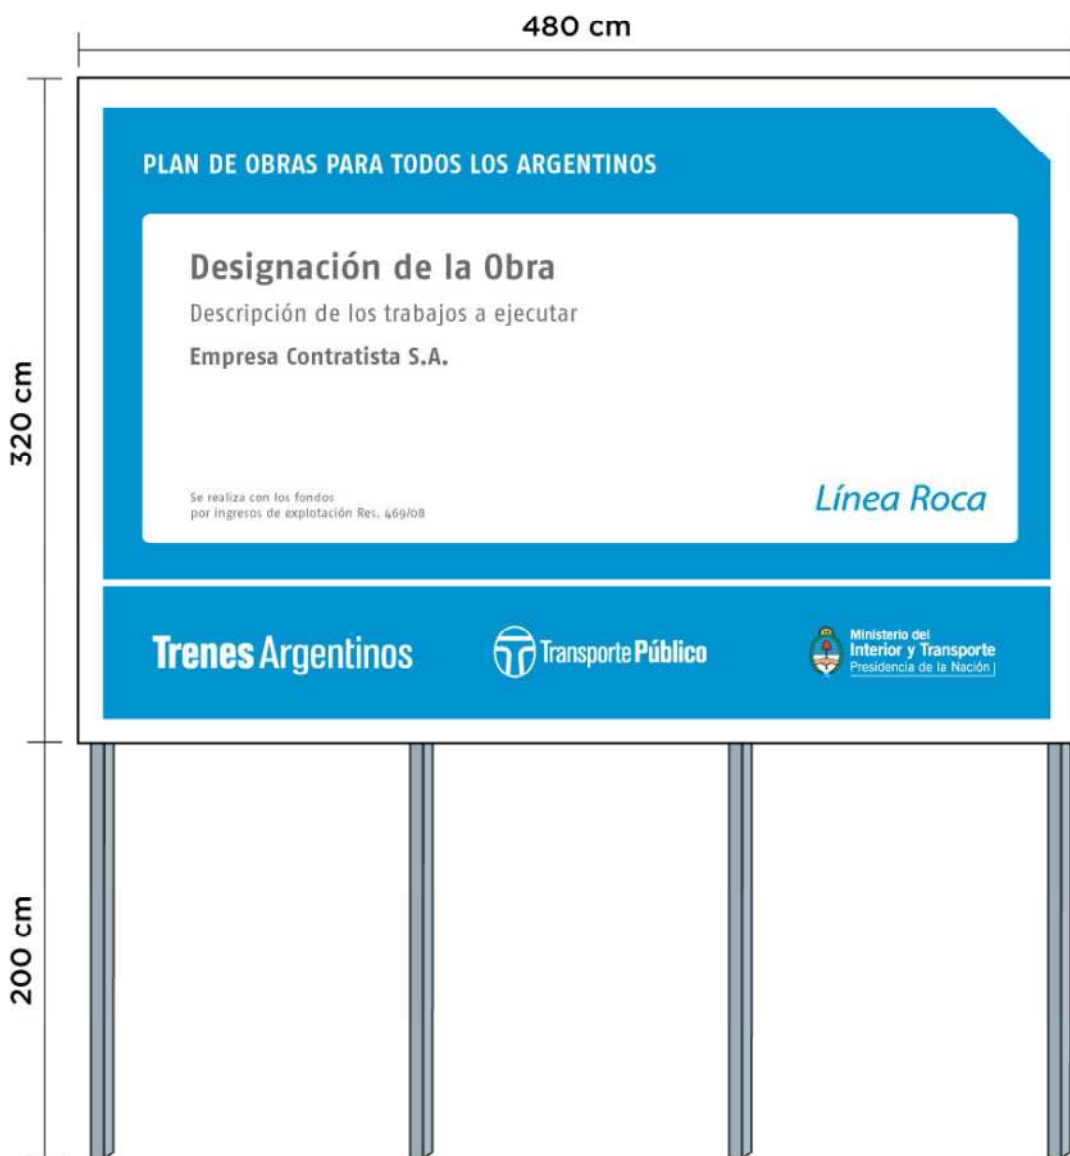 480 cm
320 cm
200 cm
PLAN DE OBRAS PARA TODOS LOS ARGENTINOS
Designación de la Obra
Descripción de los trabajos a ejecutar
Empresa Contratista S.A.
Se realiza con los fondos
por ingresos de explotación Res. 469/08
Línea Roca
Trenes Argentinos
Transporte Público
Ministerio del
Interior y Transporte
Presidencia de la Nación